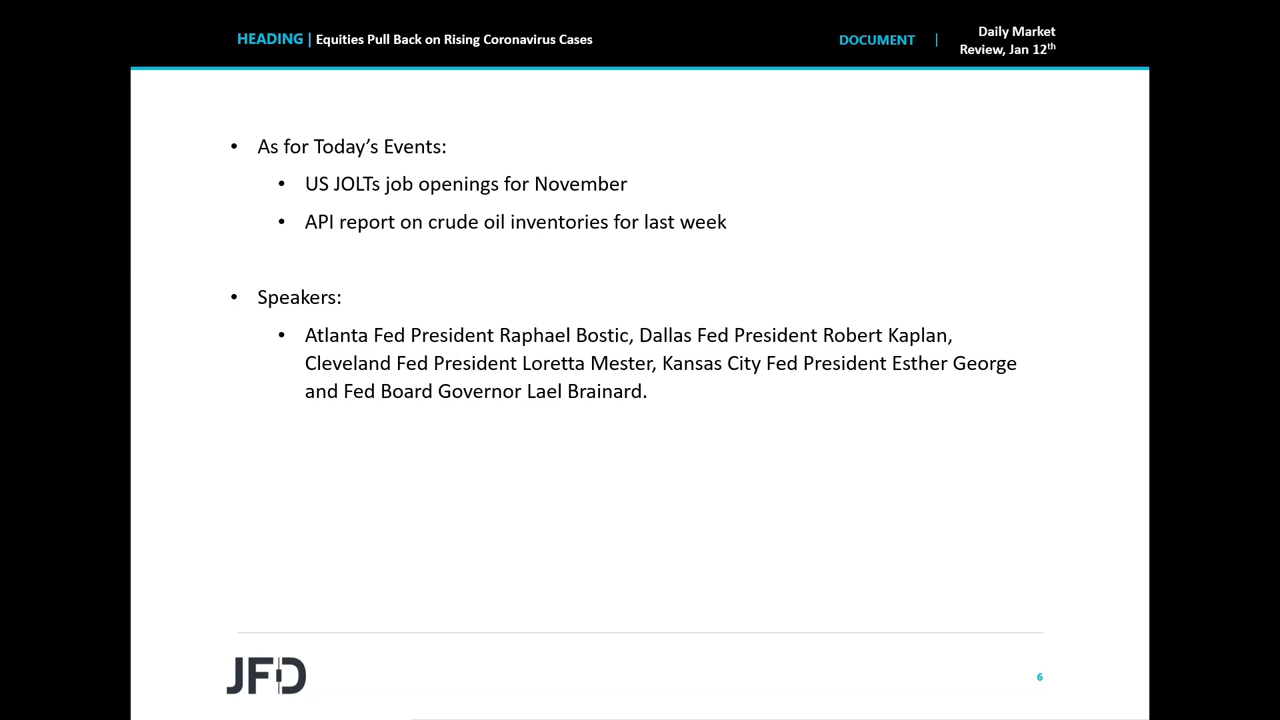 HEADING | Equities Pull Back on Rising Coronavirus Cases
DOCUMENT |
Daily Market
Review, Jan 12th
• As for Today’s Events:
• US JOLTs job openings for November
• API report on crude oil inventories for last week
• Speakers:
• Atlanta Fed President Raphael Bostic, Dallas Fed President Robert Kaplan,
Cleveland Fed President Loretta Mester, Kansas City Fed President Esther George
and Fed Board Governor Lael Brainard.
JFD
6